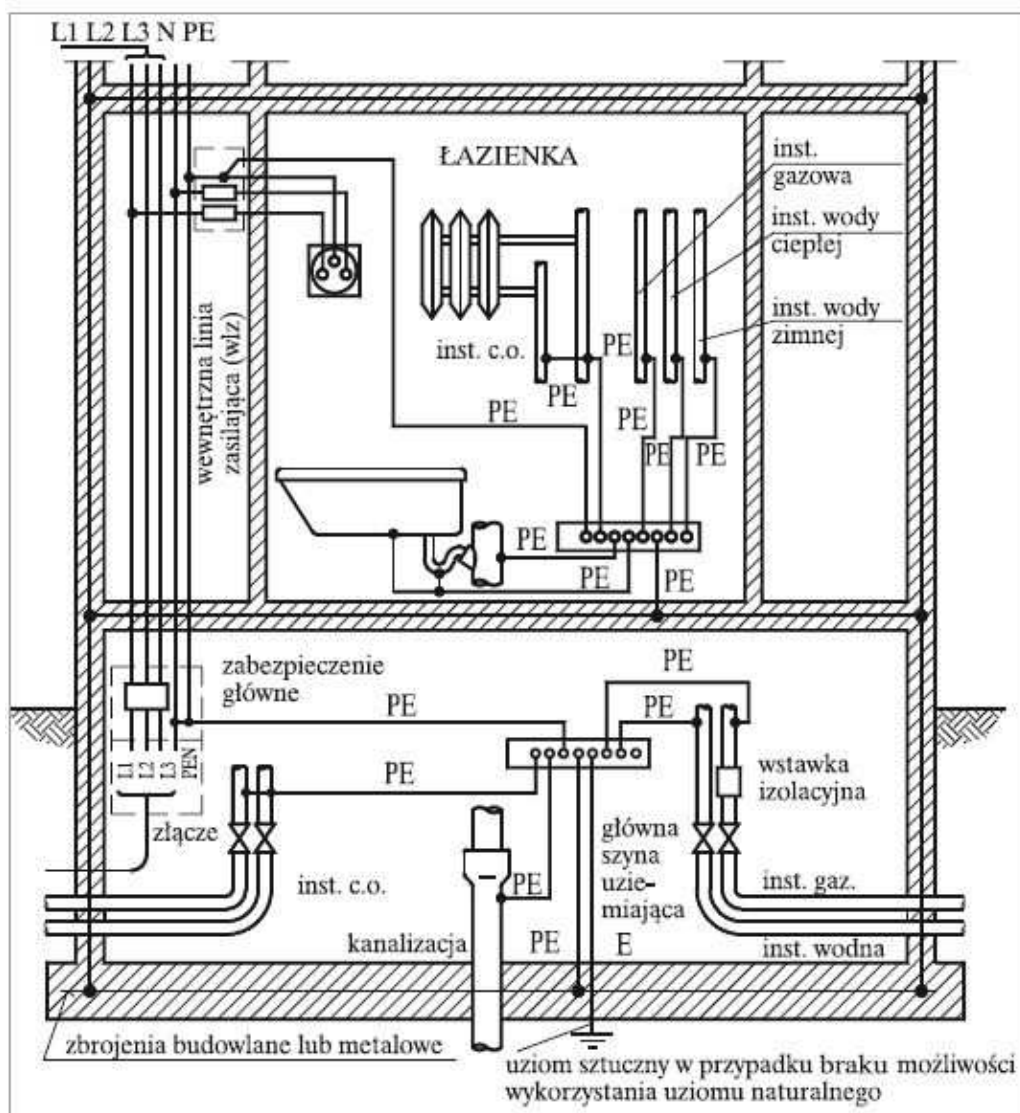 L1 L2 L3 N PE
ŁAZIENKA
inst.
gazowa
inst. wody
ciepłej
inst. wody
zimnej
wewnętrzna linia
zasilająca (wlz)
inst. c.o.
PE
PE
PE
PE
PE
PE
PE
PE
PE
zabezpieczenie
główne
PE
PE
PE
L1
L2
L3
PEN
PE
wstawka
izolacyjna
złącze
główna
szyna
uzie-
miająca
inst. c.o.
PE
inst. gaz.
kanalizacja
PE
E
inst. wodna
zbrojenia budowlane lub metalowe
uziom sztuczny w przypadku braku możliwości
wykorzystania uziomu naturalnego